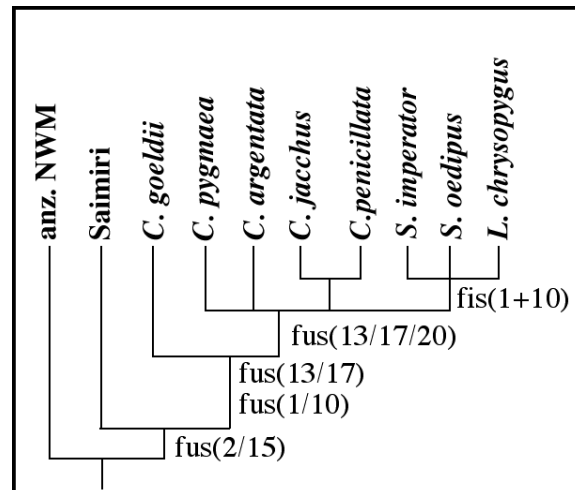 anz. NWM
Saimiri
C. goeldii
C. pygmaea
C. argentata
C. jacchus
C.penicillata
S. imperator
S. oedipus
L. chrysopygus
fis(1+10)
fus(13/17/20)
fus(13/17)
fus(1/10)
fus(2/15)